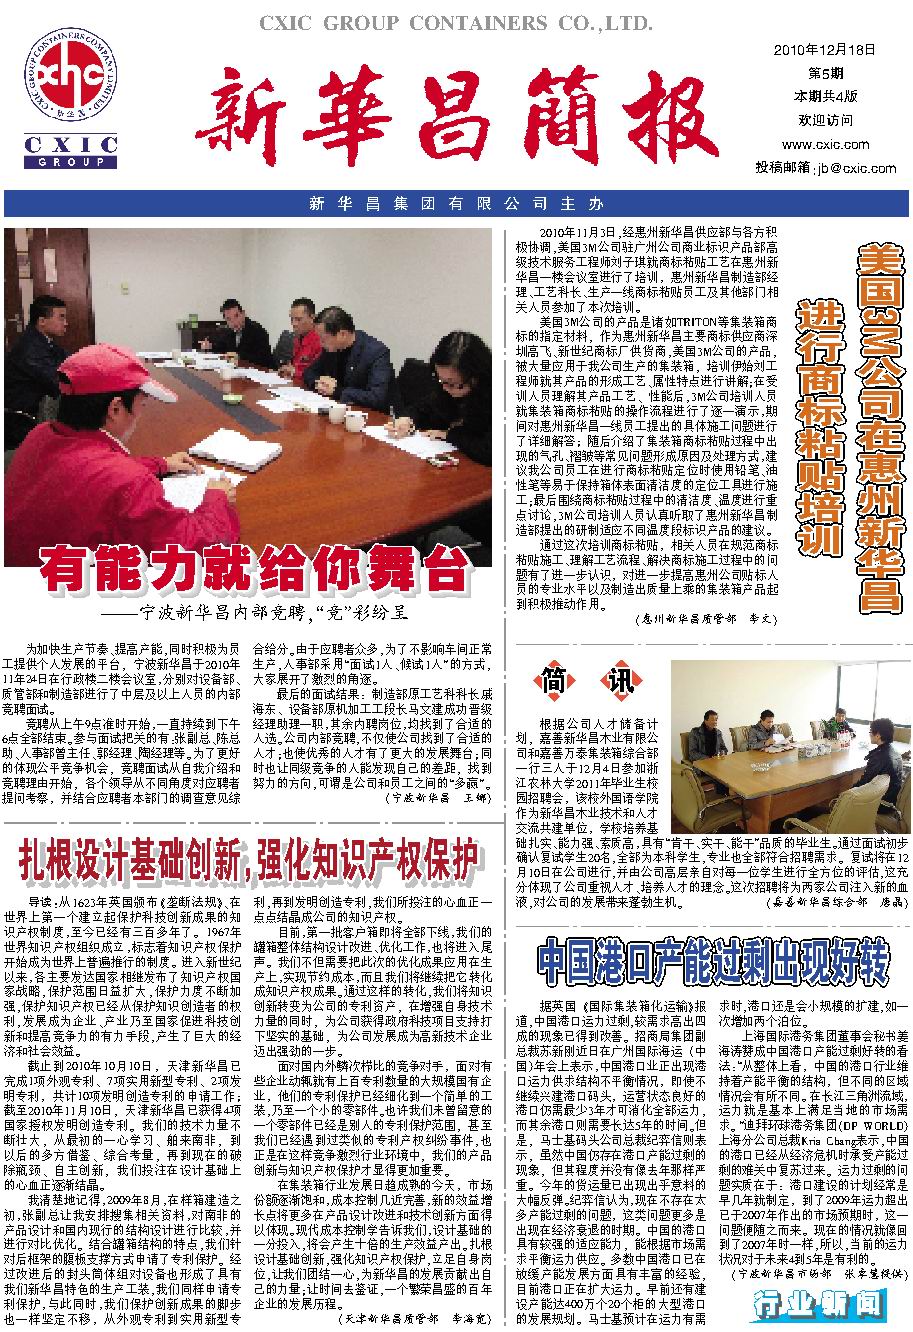 CXIC GROUP CONTAINERS CO.,LTD.
CXIC GROUP CONTAINERS COMPANY LIMITED
xhc
CXIC
GROUP
新華昌簡报
2010年12月18日
第5期
本期共4版
欢迎访问
www.cxic.com
投稿邮箱:jb@cxic.com
新华昌集团有限公司主办
有能力就给你舞台
——宁波新华昌内部竞聘,“竞”彩纷呈
为加快生产节奏、提高产能,同时积极为员
工提供个人发展的平台，宁波新华昌于2010年
11年24日在行政楼二楼会议室,分别对设备部、
质管部和制造部进行了中层及以上人员的内部
竞聘面试。
竞聘从上午9点准时开始,一直持续到下午
6点全部结束。参与面试把关的有,张副总、陈总
助、人事部曾主任、郭经理、陶经理等。为了更好
的体现公平竞争机会，竞聘面试从自我介绍和
竞聘理由开始，各个领导从不同角度对应聘者
提问考察，并结合应聘者本部门的调查意见综
合给分。由于应聘者众多,为了不影响车间正常
生产,人事部采用“面试1人、候试1人”的方式，
大家展开了激烈的角逐。
最后的面试结果：制造部原工艺科科长戚
海东、设备部原机加工工段长马文建成功晋级
经理助理一职,其余内聘岗位,均找到了合适的
人选。公司内部竞聘,不仅使公司找到了合适的
人才;也使优秀的人才有了更大的发展舞台;同
时也让同级竞争的人能发现自己的差距，找到
努力的方向,可谓是公司和员工之间的“多赢”。
(宁波新华昌　王娜)
美国3M公司在惠州新华昌
进行商标粘贴培训
2010年11月3日,经惠州新华昌供应部与各方积
极协调,美国3M公司驻广州公司商业标识产品部高
级技术服务工程师刘子琪就商标粘贴工艺在惠州新
华昌一楼会议室进行了培训，惠州新华昌制造部经
理、工艺科长、生产一线商标粘贴员工及其他部门相
关人员参加了本次培训。
美国3M公司的产品是诸如TRITON等集装箱商
标的指定材料，作为惠州新华昌主要商标供应商深
圳高飞、新世纪商标厂供货商,美国3M公司的产品，
被大量应用于我公司生产的集装箱，培训伊始刘工
程师就其产品的形成工艺、属性特点进行讲解;在受
训人员理解其产品工艺、性能后,3M公司培训人员
就集装箱商标粘贴的操作流程进行了逐一演示,期
间对惠州新华昌一线员工提出的具体施工问题进行
了详细解答；随后介绍了集装箱商标粘贴过程中出
现的气孔、褶皱等常见问题形成原因及处理方式,建
议我公司员工在进行商标粘贴定位时使用铅笔、油
性笔等易于保持箱体表面清洁度的定位工具进行施
工;最后围绕商标粘贴过程中的清洁度、温度进行重
点讨论,3M公司培训人员认真听取了惠州新华昌制
造部提出的研制适应不同温度段标识产品的建议。
通过这次培训商标粘贴，相关人员在规范商标
粘贴施工、理解工艺流程、解决商标施工过程中的问
题有了进一步认识，对进一步提高惠州公司贴标人
员的专业水平以及制造出质量上乘的集装箱产品起
到积极推动作用。
(惠州新华昌质管部　李文)
简讯
根据公司人才储备计
划，嘉善新华昌木业有限公
司和嘉善万泰集装箱综合部
一行三人于12月4日参加浙
江农林大学2011年毕业生校
园招聘会，该校外国语学院
作为新华昌木业技术和人才
交流共建单位，学校培养基
础扎实、能力强、素质高，具有“肯干、实干、能干”品质的毕业生。通过面试初步
确认复试学生20名,全部为本科学生,专业也全部符合招聘需求。复试将在12
月10日在公司进行,并由公司高层亲自对每一位学生进行全方位的评估,这充
分体现了公司重视人才、培养人才的理念。这次招聘将为两家公司注入新的血
液,对公司的发展带来蓬勃生机。
(嘉善新华昌综合部　唐晶)
扎根设计基础创新,强化知识产权保护
导读:从1623年英国颁布《垄断法规》、在
世界上第一个建立起保护科技创新成果的知
识产权制度,至今已经有三百多年了。1967年
世界知识产权组织成立,标志着知识产权保护
开始成为世界上普遍推行的制度。进入新世纪
以来,各主要发达国家相继发布了知识产权国
家战略,保护范围日益扩大,保护力度不断加
强,保护知识产权已经从保护知识创造者的权
利,发展成为企业、产业乃至国家促进科技创
新和提高竞争力的有力手段,产生了巨大的经
济和社会效益。
截止到2010年10月10日，天津新华昌已
完成1项外观专利、7项实用新型专利、2项发
明专利，共计10项发明创造专利的申请工作;
截至2010年11月10日，天津新华昌已获得4项
国家授权发明创造专利。我们的技术力量不
断壮大，从最初的一心学习、舶来南非，到
以后的多方借鉴、综合考量，再到现在的破
除瓶颈、自主创新，我们投注在设计基础上
的心血正逐渐结晶。
我清楚地记得,2009年8月,在样箱建造之
初,张副总让我安排搜集相关资料,对南非的
产品设计和国内现行的结构设计进行比较,并
进行对比优化。结合罐箱结构的特点,我们针
对后框架的腹板支撑方式申请了专利保护。经
过改进后的封头筒体组对设备也形成了具有
我们新华昌特色的生产工装,我们同样申请专
利保护,与此同时,我们保护创新成果的脚步
也一样坚定不移，从外观专利到实用新型专
利,再到发明创造专利,我们所投注的心血正一
点点结晶成公司的知识产权。
目前,第一批客户箱即将全部下线,我们的
罐箱整体结构设计改进、优化工作,也将进入尾
声。我们不但需要把此次的优化成果应用在生
产上,实现节约成本,而且我们将继续把它转化
成知识产权成果。通过这样的转化,我们将知识
创新转变为公司的专利资产，在增强自身技术
力量的同时，为公司获得政府科技项目支持打
下坚实的基础，为公司发展成为高新技术企业
迈出强劲的一步。
面对国内外鳞次栉比的竞争对手，面对有
些企业动辄就有上百专利数量的大规模国有企
业，他们的专利保护已经细化到一个简单的工
装,乃至一个小的零部件。也许我们未曾留意的
一个零部件已经是别人的专利保护范围，甚至
我们已经遇到过类似的专利产权纠纷事件,也
正是在这样竞争激烈行业环境中，我们的产品
创新与知识产权保护才显得更加重要。
在集装箱行业发展日趋成熟的今天，市场
份额逐渐饱和,成本控制几近完善,新的效益增
长点将更多在产品设计改进和技术创新方面得
以体现。现代成本控制学告诉我们,设计基础的
一分投入,将会产生十倍的生产效益产出。扎根
设计基础创新,强化知识产权保护,立足自身岗
位,让我们团结一心,为新华昌的发展贡献出自
己的力量;让时间去鉴证,一个繁荣昌盛的百年
企业的发展历程。
(天津新华昌质管部　李海宽)
中国港口产能过剩出现好转
据英国《国际集装箱化运输》报
道,中国港口运力过剩,较需求高出四
成的现象已得到改善。招商局集团副
总裁苏新刚近日在广州国际海运（中
国)年会上表示,中国港口业正出现港
口运力供求结构不平衡情况，即使不
继续兴建港口码头，运营状态良好的
港口仍需最少3年才可消化全部运力,
而其余港口则需要长达5年的时间。但
是，马士基码头公司总裁纪奕信则表
示，虽然中国仍存在港口产能过剩的
现象，但其程度并没有像去年那样严
重。今年的货运量已出现出乎意料的
大幅反弹。纪奕信认为,现在不存在太
多产能过剩的问题，这类问题更多是
出现在经济衰退的时期。中国的港口
具有较强的适应能力，能根据市场需
求平衡运力供应。多数中国港口已在
放缓产能发展方面具有丰富的经验，
目前港口正在扩大运力。早前还有建
设产能达400万个20个柜的大型港口
的发展规划。马士基预计在运力有需
求时,港口还是会小规模的扩建,如一
次增加两个泊位。
上海国际港务集团董事会秘书姜
海涛赞成中国港口产能过剩好转的看
法:“从整体上看，中国的港口行业维
持着产能平衡的结构，但不同的区域
情况会有所不同。在长江三角洲流域,
运力就是基本上满足当地的市场需
求。”迪拜环球港务集团(DP WORLD)
上海分公司总裁Kris Chang表示,中国
的港口已经从经济危机时承受产能过
剩的难关中复苏过来。运力过剩的问
题实质在于：港口建设的计划经常是
早几年就制定，到了2009年运力超出
已于2007年作出的市场预期时，这一
问题便随之而来。现在的情况就像回
到了2007年时一样,所以,当前的运力
状况对于未来4到5年是有利的。
(宁波新华昌市场部　张幸慧提供)
行业新闻